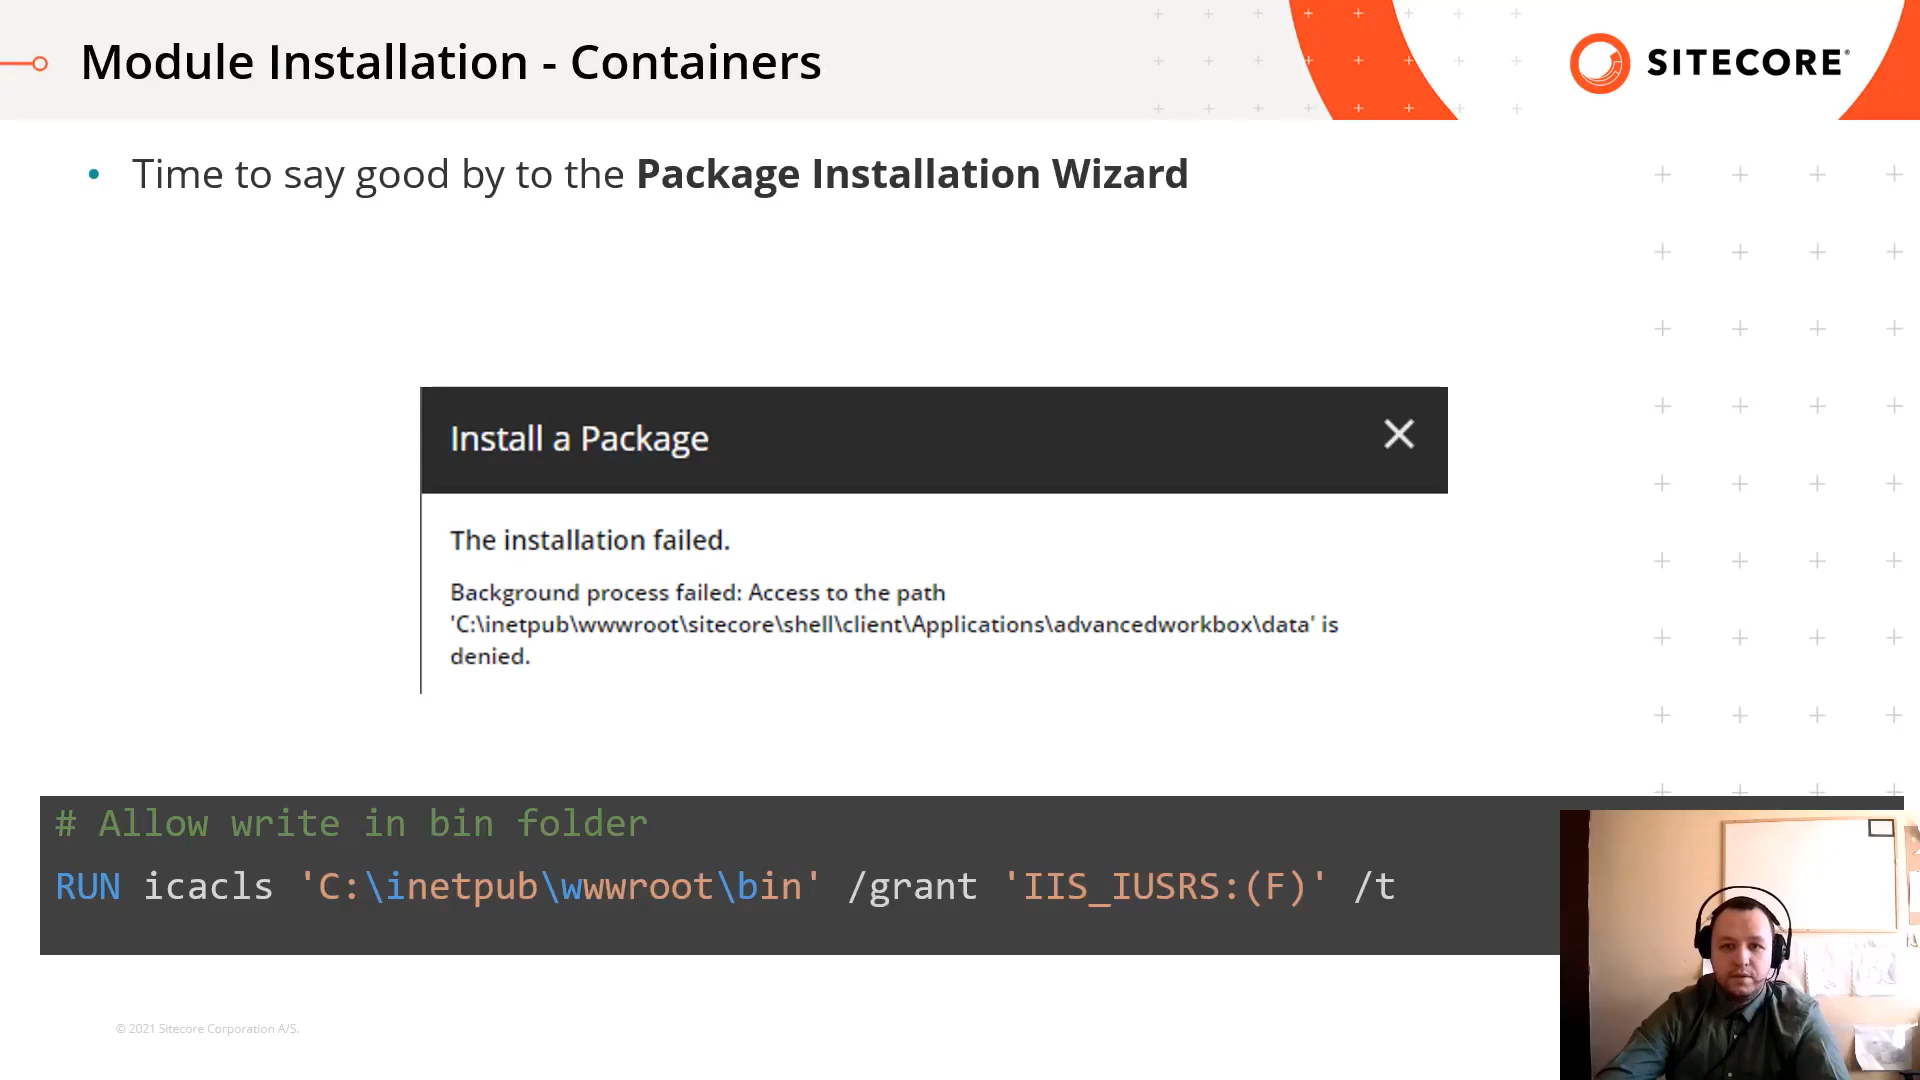 Module Installation - Containers
SITECORE®
• Time to say good by to the Package Installation Wizard
Install a Package
The installation failed.
Background process failed: Access to the path
'C:\inetpub\wwwroot\sitecore\shell\client\Applications\advancedworkbox\data' is
denied.
# Allow write in bin folder
RUN icacls 'C:\inetpub\wwwroot\bin' /grant 'IIS_IUSRS:(F)' /t
© 2021 Sitecore Corporation A/S.